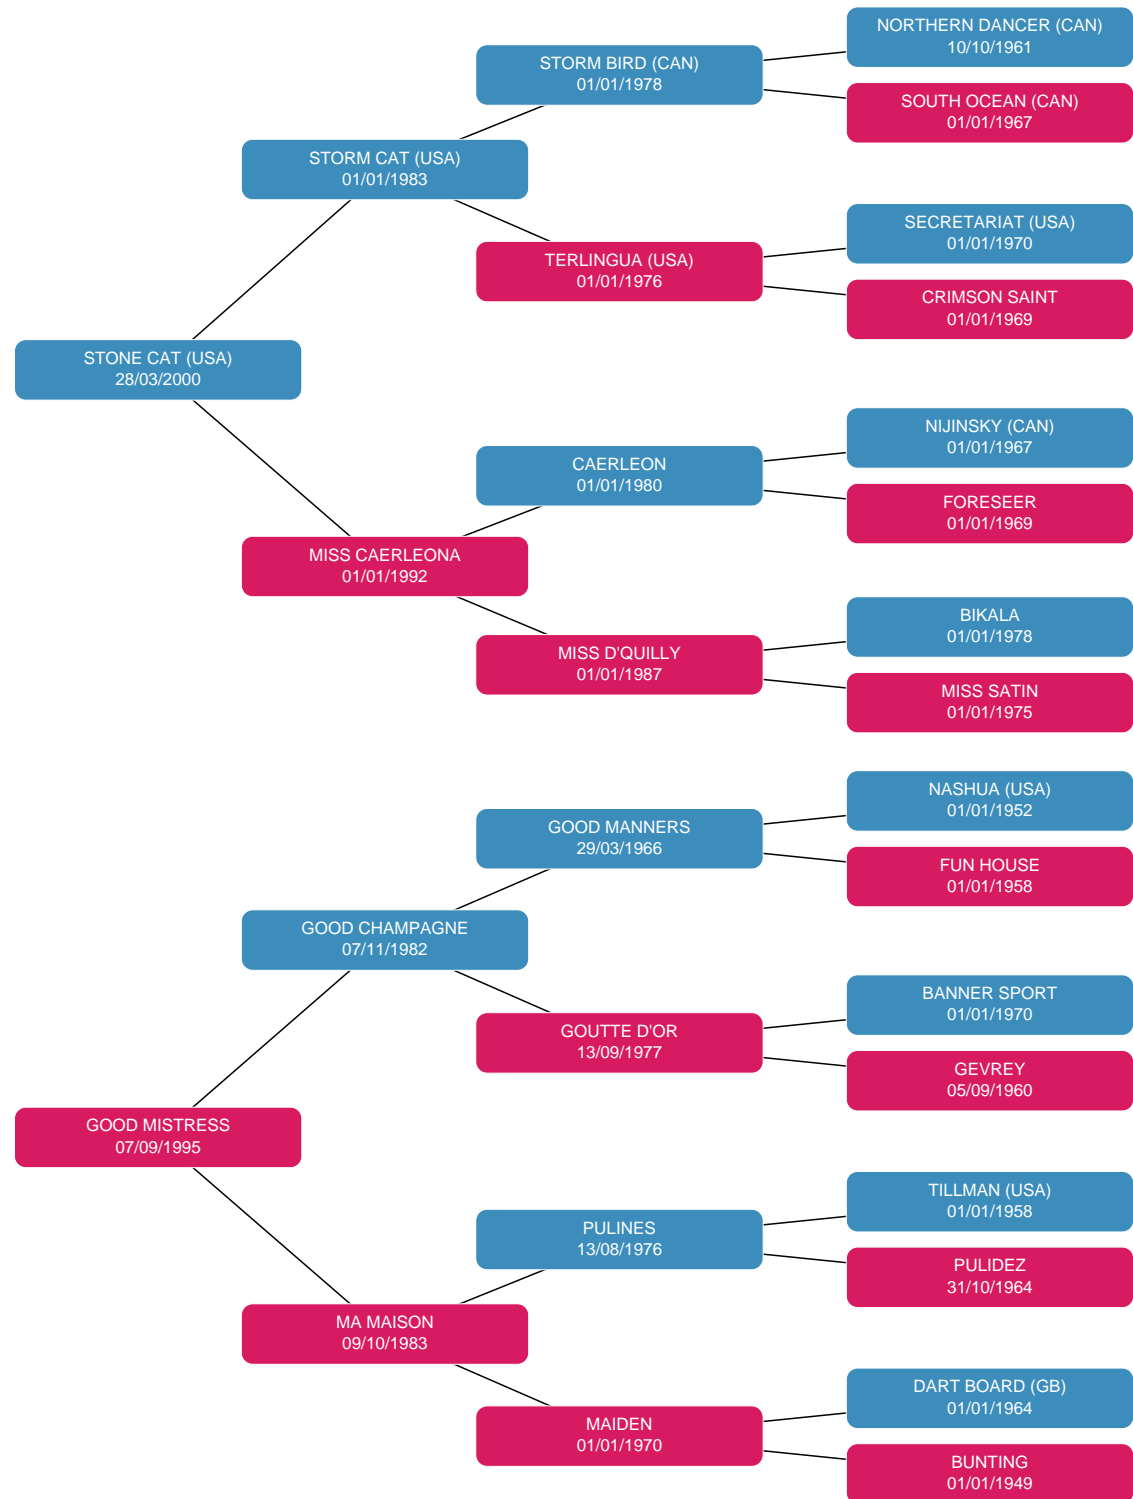 NORTHERN DANCER (CAN)
10/10/1961
STORM BIRD (CAN)
01/01/1978
SOUTH OCEAN (CAN)
01/01/1967
STORM CAT (USA)
01/01/1983
SECRETARIAT (USA)
01/01/1970
TERLINGUA (USA)
01/01/1976
CRIMSON SAINT
01/01/1969
STONE CAT (USA)
28/03/2000
NIJINSKY (CAN)
01/01/1967
CAERLEON
01/01/1980
FORESEER
01/01/1969
MISS CAERLEONA
01/01/1992
BIKALA
01/01/1978
MISS D'QUILLY
01/01/1987
MISS SATIN
01/01/1975
NASHUA (USA)
01/01/1952
GOOD MANNERS
29/03/1966
FUN HOUSE
01/01/1958
GOOD CHAMPAGNE
07/11/1982
BANNER SPORT
01/01/1970
GOUTTE D'OR
13/09/1977
GEVREY
05/09/1960
GOOD MISTRESS
07/09/1995
TILLMAN (USA)
01/01/1958
PULINES
13/08/1976
PULIDEZ
31/10/1964
MA MAISON
09/10/1983
DART BOARD (GB)
01/01/1964
MAIDEN
01/01/1970
BUNTING
01/01/1949